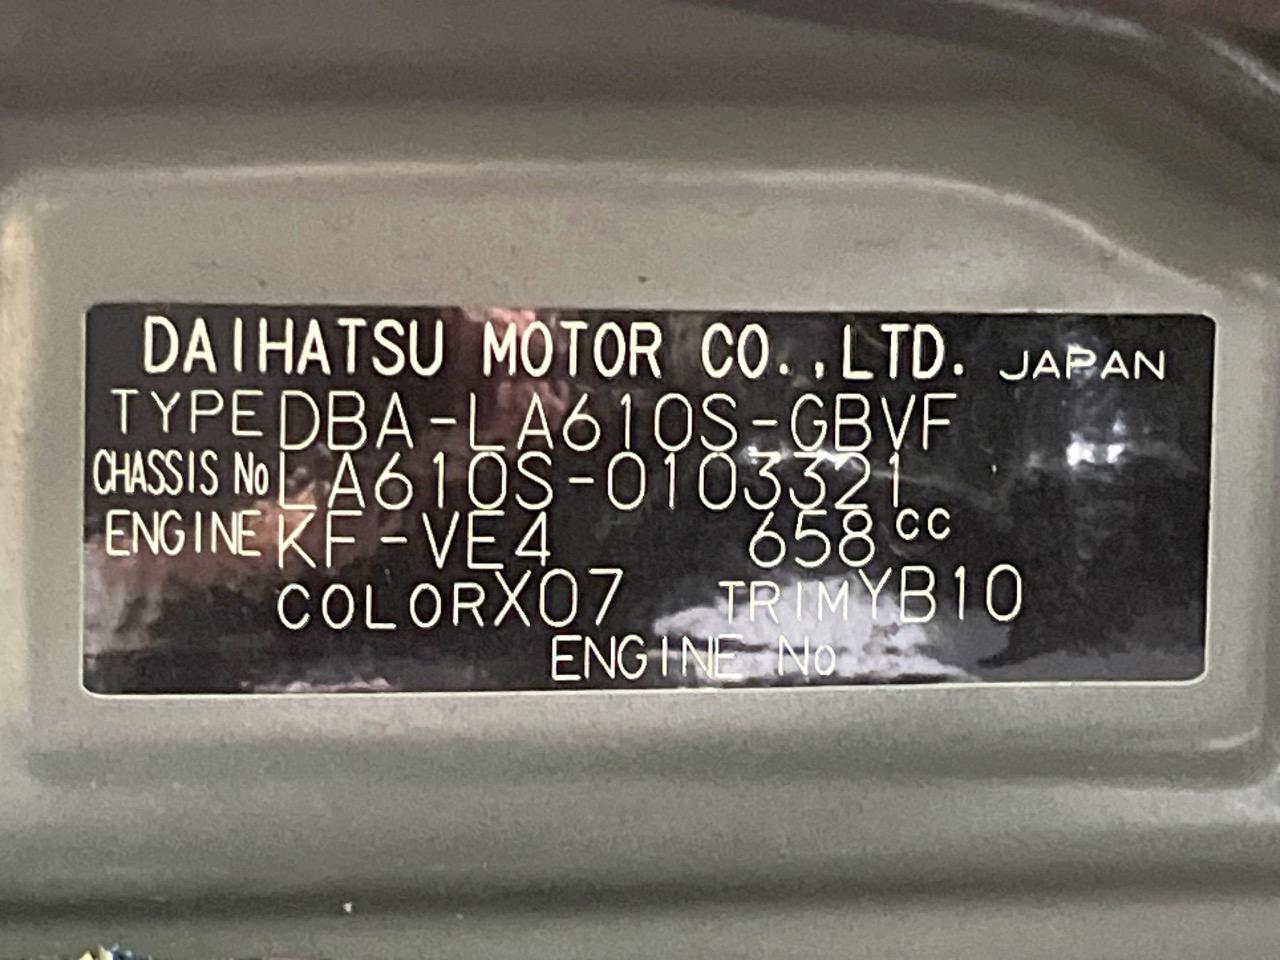 DAIHATSU MOTOR CO.,LTD. JAPAN
TYPE DBA-LA610S-GBVF
CHASSIS No LA610S-0103321
ENGINE KF-VE4 658cc
COLOR X07 TRIM YB10
ENGINE No